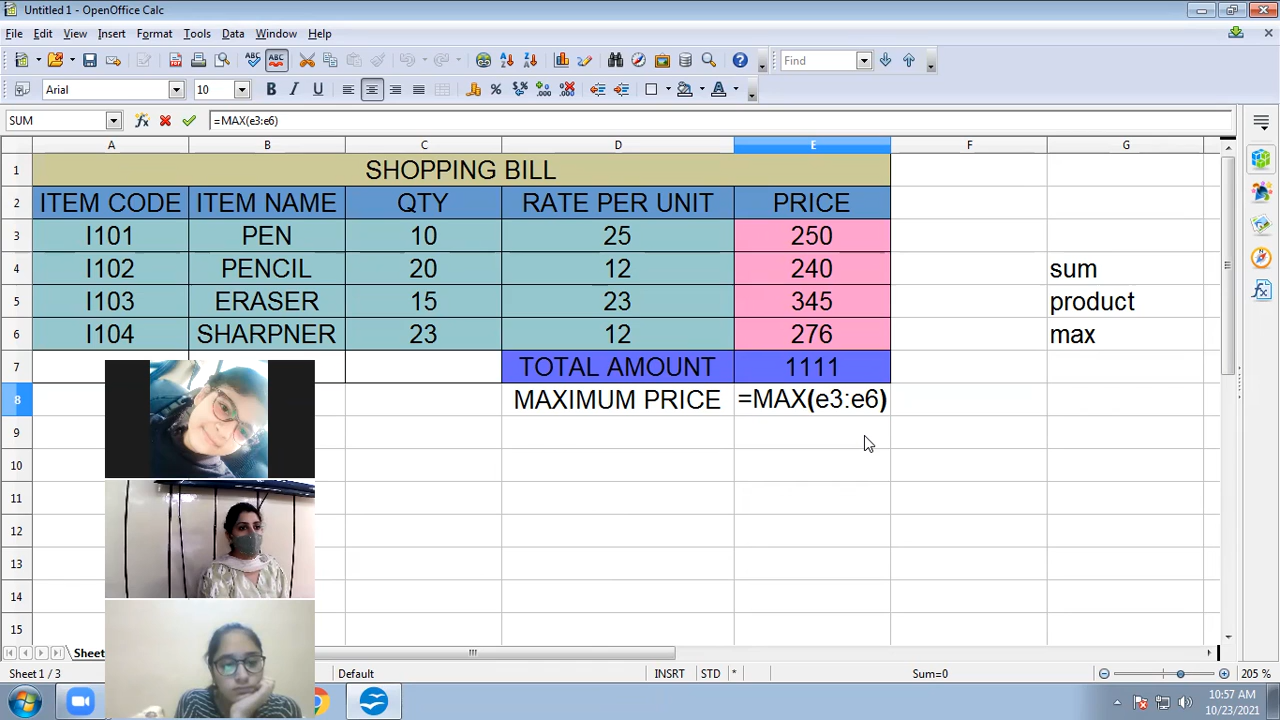 Untitled 1 - OpenOffice Calc
File Edit View Insert Format Tools Data Window Help
Find
Arial 10
SUM =MAX(e3:e6)
A B C D E F G
1 SHOPPING BILL
2 ITEM CODE ITEM NAME QTY RATE PER UNIT PRICE
3 I101 PEN 10 25 250
4 I102 PENCIL 20 12 240 sum
5 I103 ERASER 15 23 345 product
6 I104 SHARPNER 23 12 276 max
7 TOTAL AMOUNT 1111
8 MAXIMUM PRICE =MAX(e3:e6)
9
10
11
12
13
14
15
Sheet
Sheet 1 / 3 Default INSRT STD * Sum=0 205 %
10:57 AM
10/23/2021